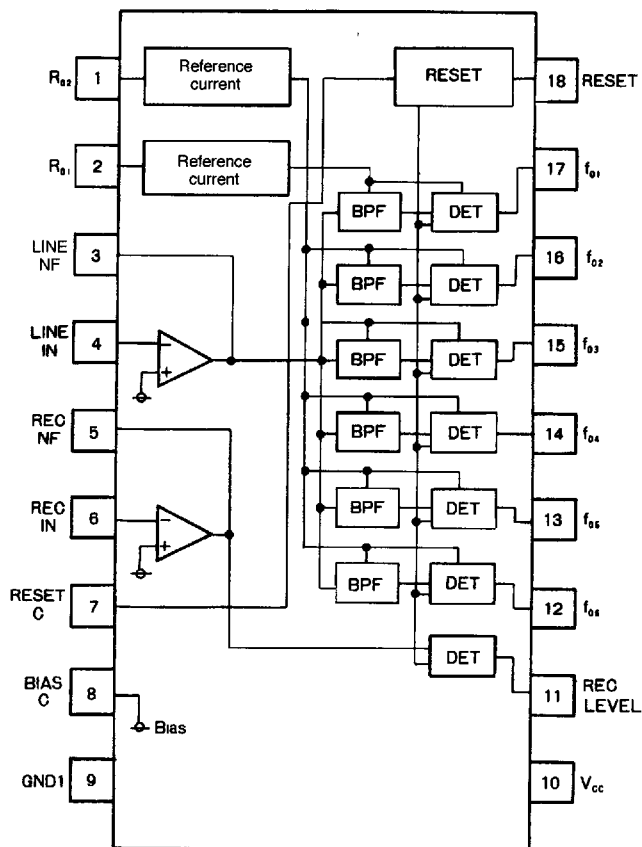 R₀₂
1
Reference
current
RESET
18
RESET
R₀₁
2
Reference
current
17
f₀₁
BPF
DET
LINE
NF
3
16
f₀₂
BPF
DET
LINE
IN
4
−
+
15
f₀₃
BPF
DET
REC
NF
5
14
f₀₄
BPF
DET
REC
IN
6
−
+
13
f₀₅
BPF
DET
RESET
C
7
12
f₀₆
BPF
DET
BIAS
C
8
Bias
DET
11
REC
LEVEL
GND1
9
10
Vcc